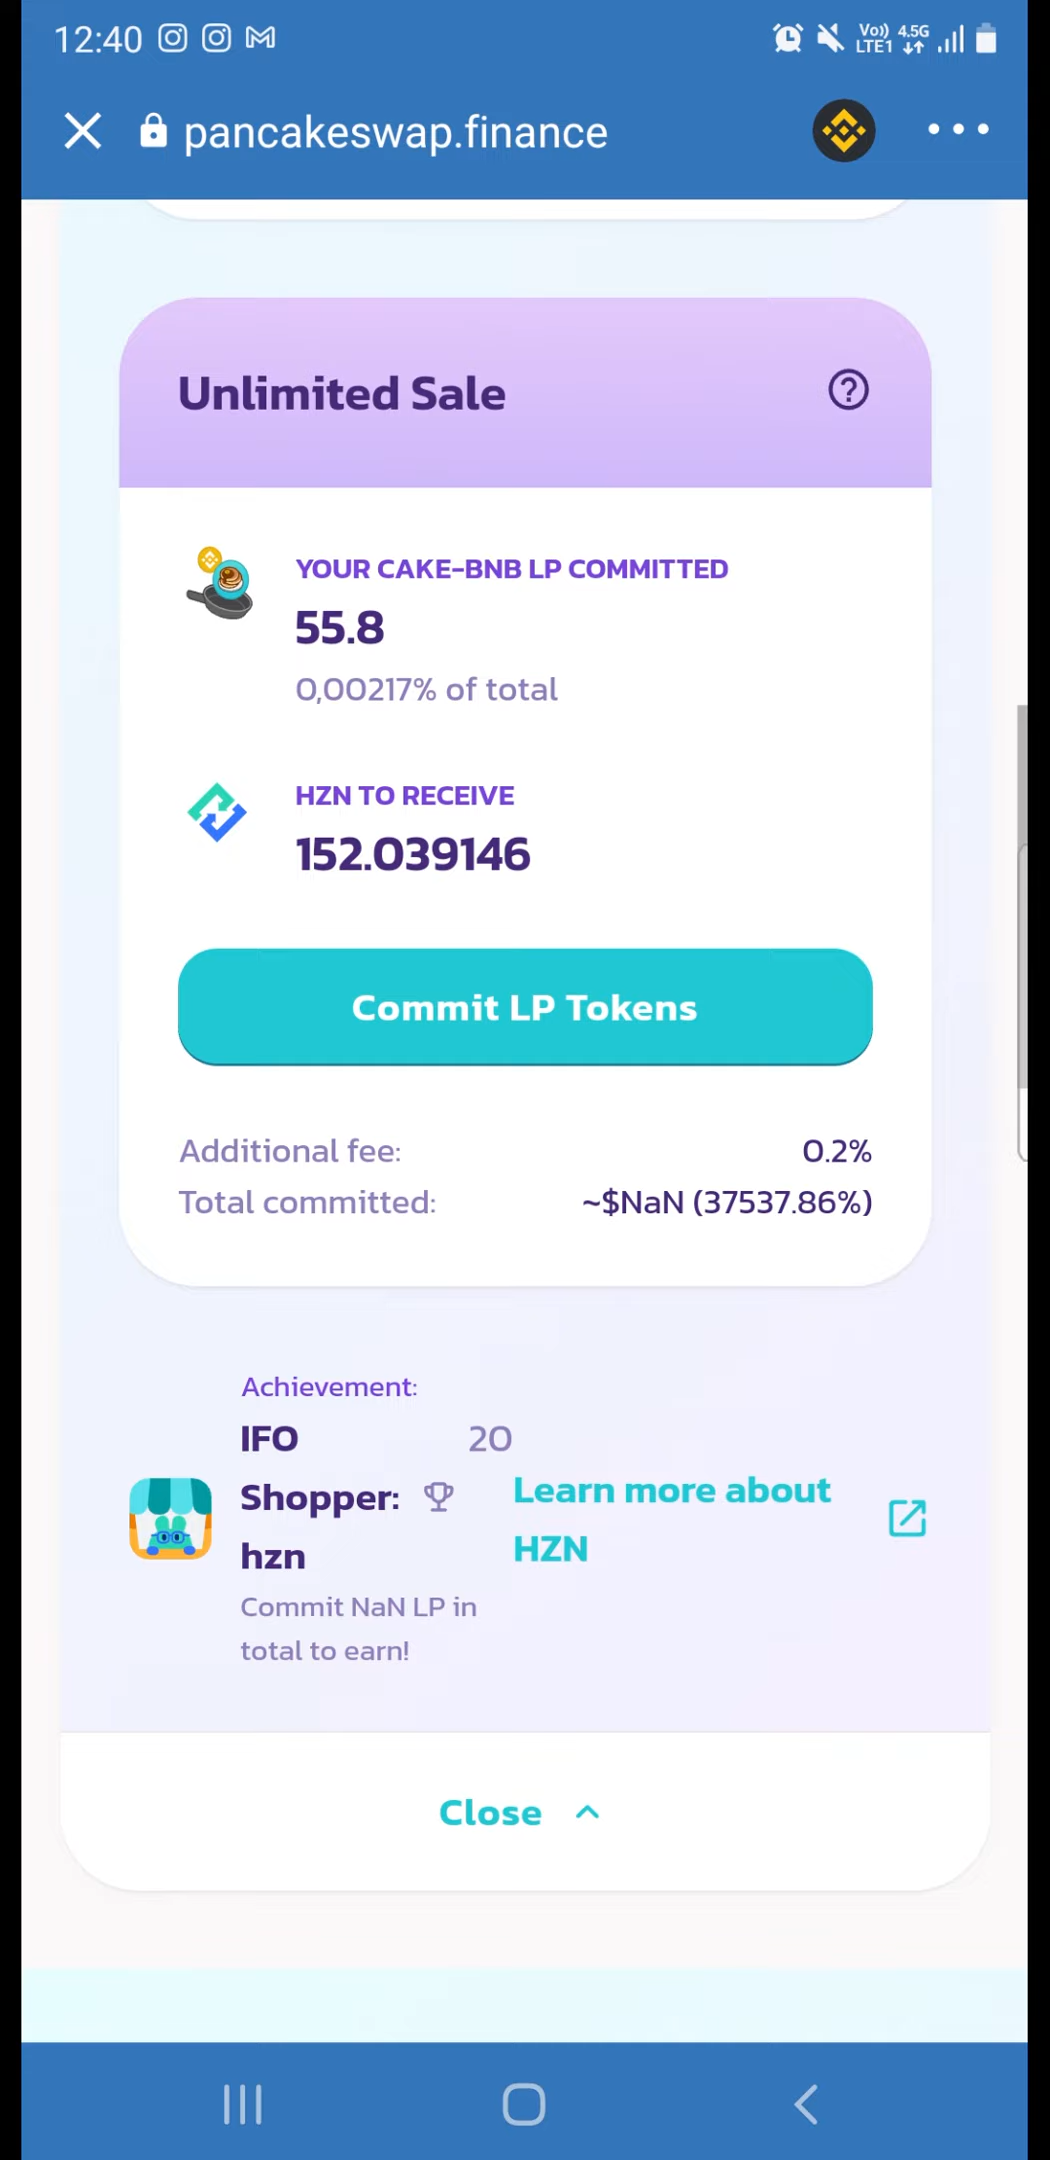 12:40
Vo)) 4.5G
LTE1
pancakeswap.finance
Unlimited Sale
YOUR CAKE-BNB LP COMMITTED
55.8
0,00217% of total
HZN TO RECEIVE
152.039146
Commit LP Tokens
Additional fee: 0.2%
Total committed: ~$NaN (37537.86%)
Achievement:
IFO 20
Shopper:
hzn
Commit NaN LP in
total to earn!
Learn more about
HZN
Close